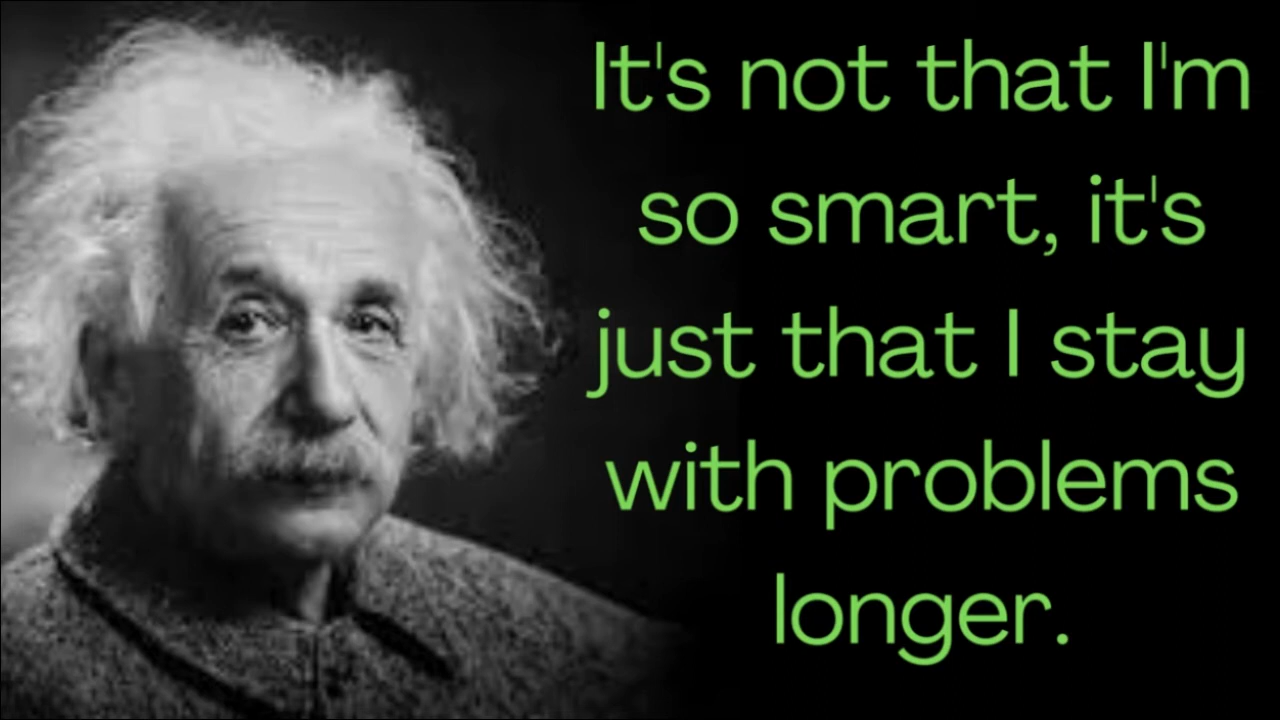 It's not that I'm
so smart, it's
just that I stay
with problems
longer.